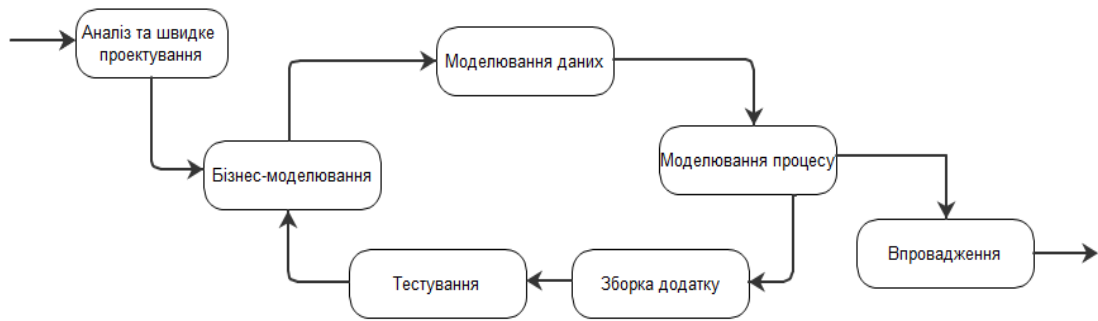 Аналіз та швидке
проектування
Моделювання даних
Моделювання процесу
Бізнес-моделювання
Впровадження
Тестування
Зборка додатку